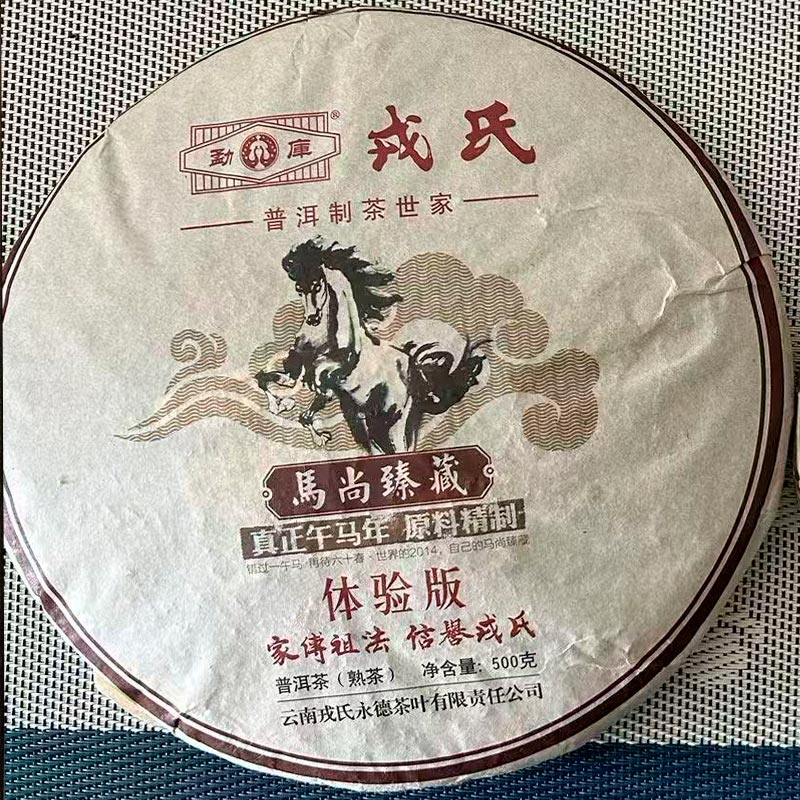 勐库®
戎氏
普洱制茶世家
馬尚臻藏
真正午马年 原料精制
错过一午马 再待六十春·世界的2014，自己的马尚臻藏
体验版
家傳祖法 信譽戎氏
普洱茶（熟茶） 净含量：500克
云南戎氏永德茶叶有限责任公司